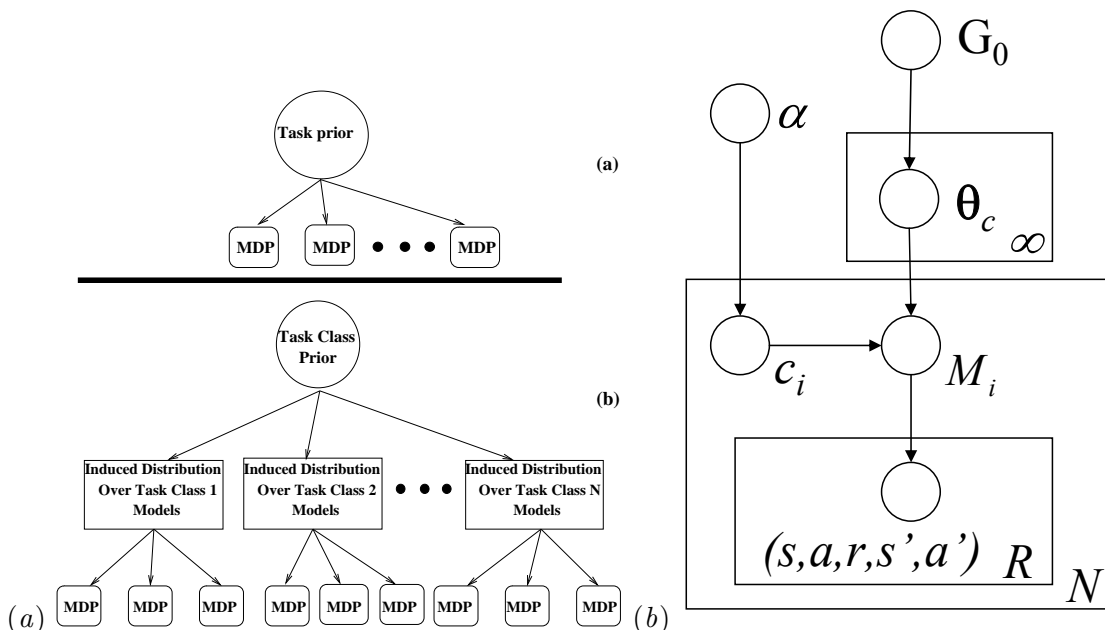 Task prior
(a)
MDP MDP MDP
Task Class
Prior
(b)
Induced Distribution
Over Task Class 1
Models
Induced Distribution
Over Task Class 2
Models
Induced Distribution
Over Task Class N
Models
MDP MDP MDP MDP MDP MDP MDP MDP MDP
(a)
G0
α
θc
∞
ci
Mi
(s,a,r,s’,a’)
R
N
(b)